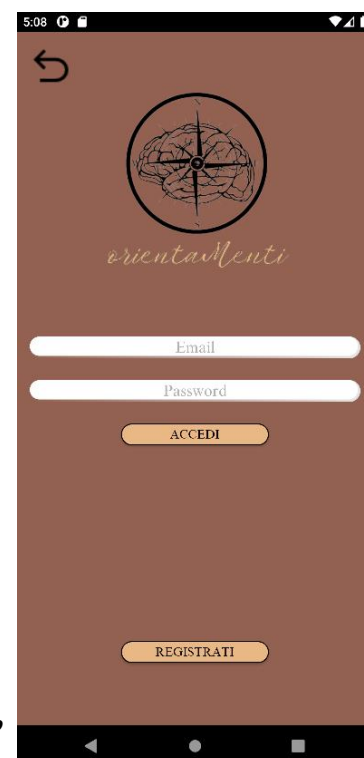 5:08
orientaMenti
Email
Password
ACCEDI
REGISTRATI